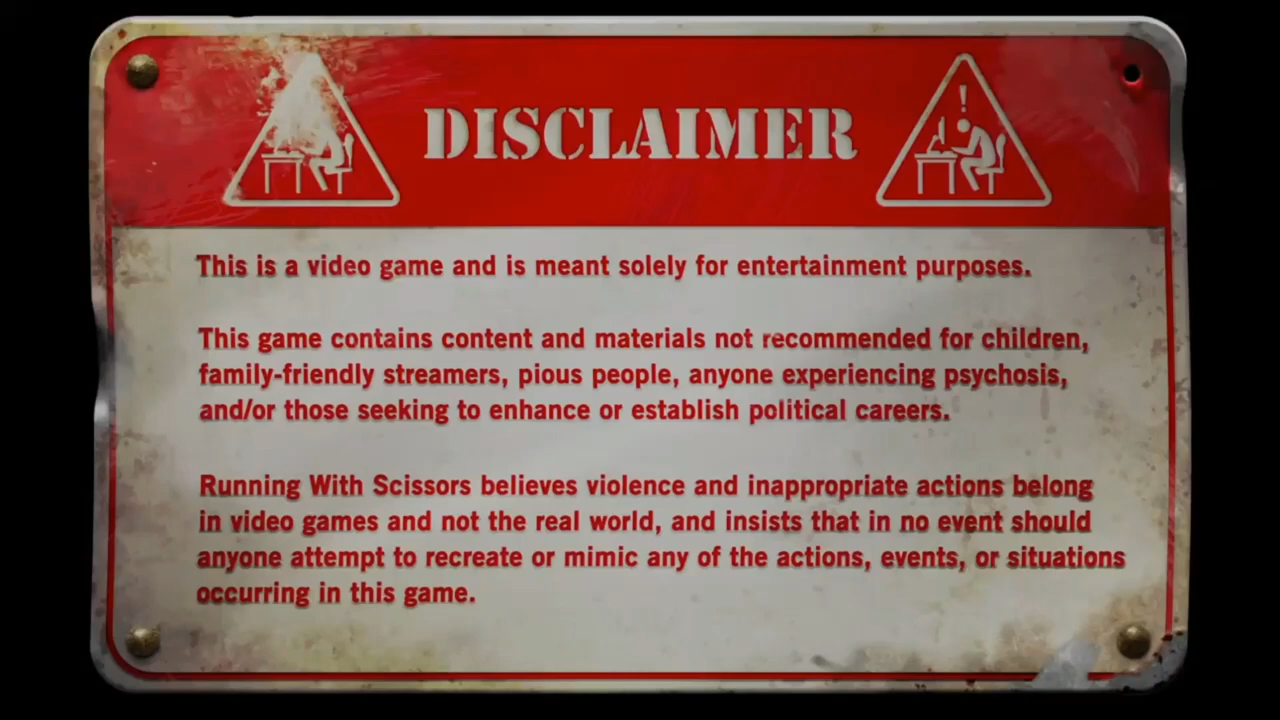 DISCLAIMER
This is a video game and is meant solely for entertainment purposes.
This game contains content and materials not recommended for children,
family-friendly streamers, pious people, anyone experiencing psychosis,
and/or those seeking to enhance or establish political careers.
Running With Scissors believes violence and inappropriate actions belong
in video games and not the real world, and insists that in no event should
anyone attempt to recreate or mimic any of the actions, events, or situations
occurring in this game.